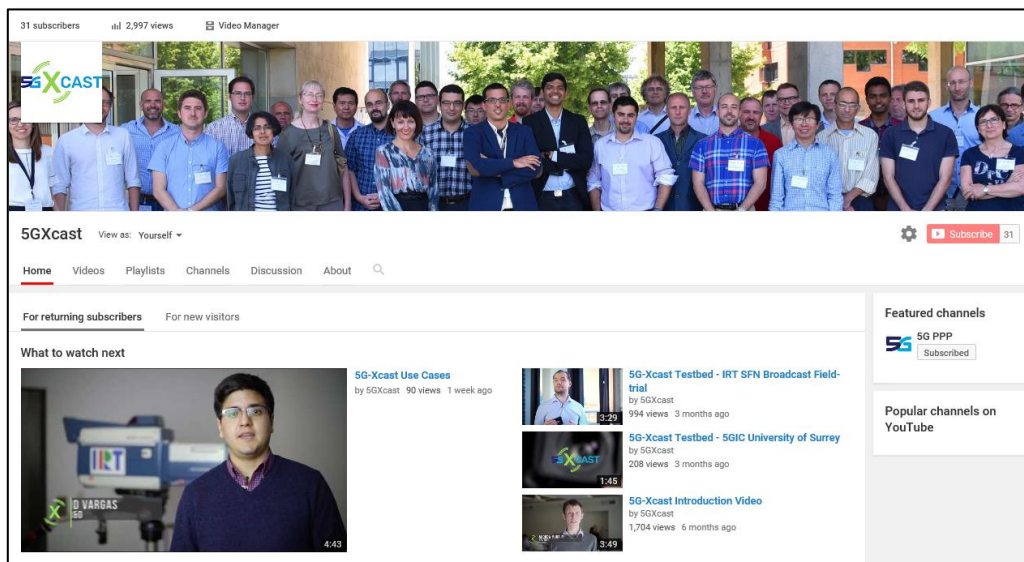 31 subscribers
2,997 views
Video Manager
5GXCAST
5GXcast
View as: Yourself
Subscribe 31
Home Videos Playlists Channels Discussion About
For returning subscribers For new visitors
What to watch next
IRT
D VARGAS
4:43
5G-Xcast Use Cases
by 5GXcast 90 views 1 week ago
3:29
5G-Xcast Testbed - IRT SFN Broadcast Field-
trial
by 5GXcast
994 views 3 months ago
5GXCAST
1:45
5G-Xcast Testbed - 5GIC University of Surrey
by 5GXcast
208 views 3 months ago
3:49
5G-Xcast Introduction Video
by 5GXcast
1,704 views 6 months ago
Featured channels
5G
5G PPP
Subscribed
Popular channels on
YouTube